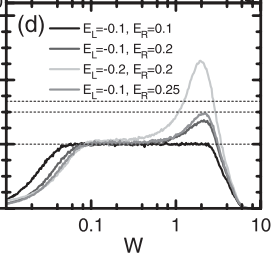 (d)
E_L=-0.1, E_R=0.1
E_L=-0.1, E_R=0.2
E_L=-0.2, E_R=0.2
E_L=-0.1, E_R=0.25
0.1 1 10
W